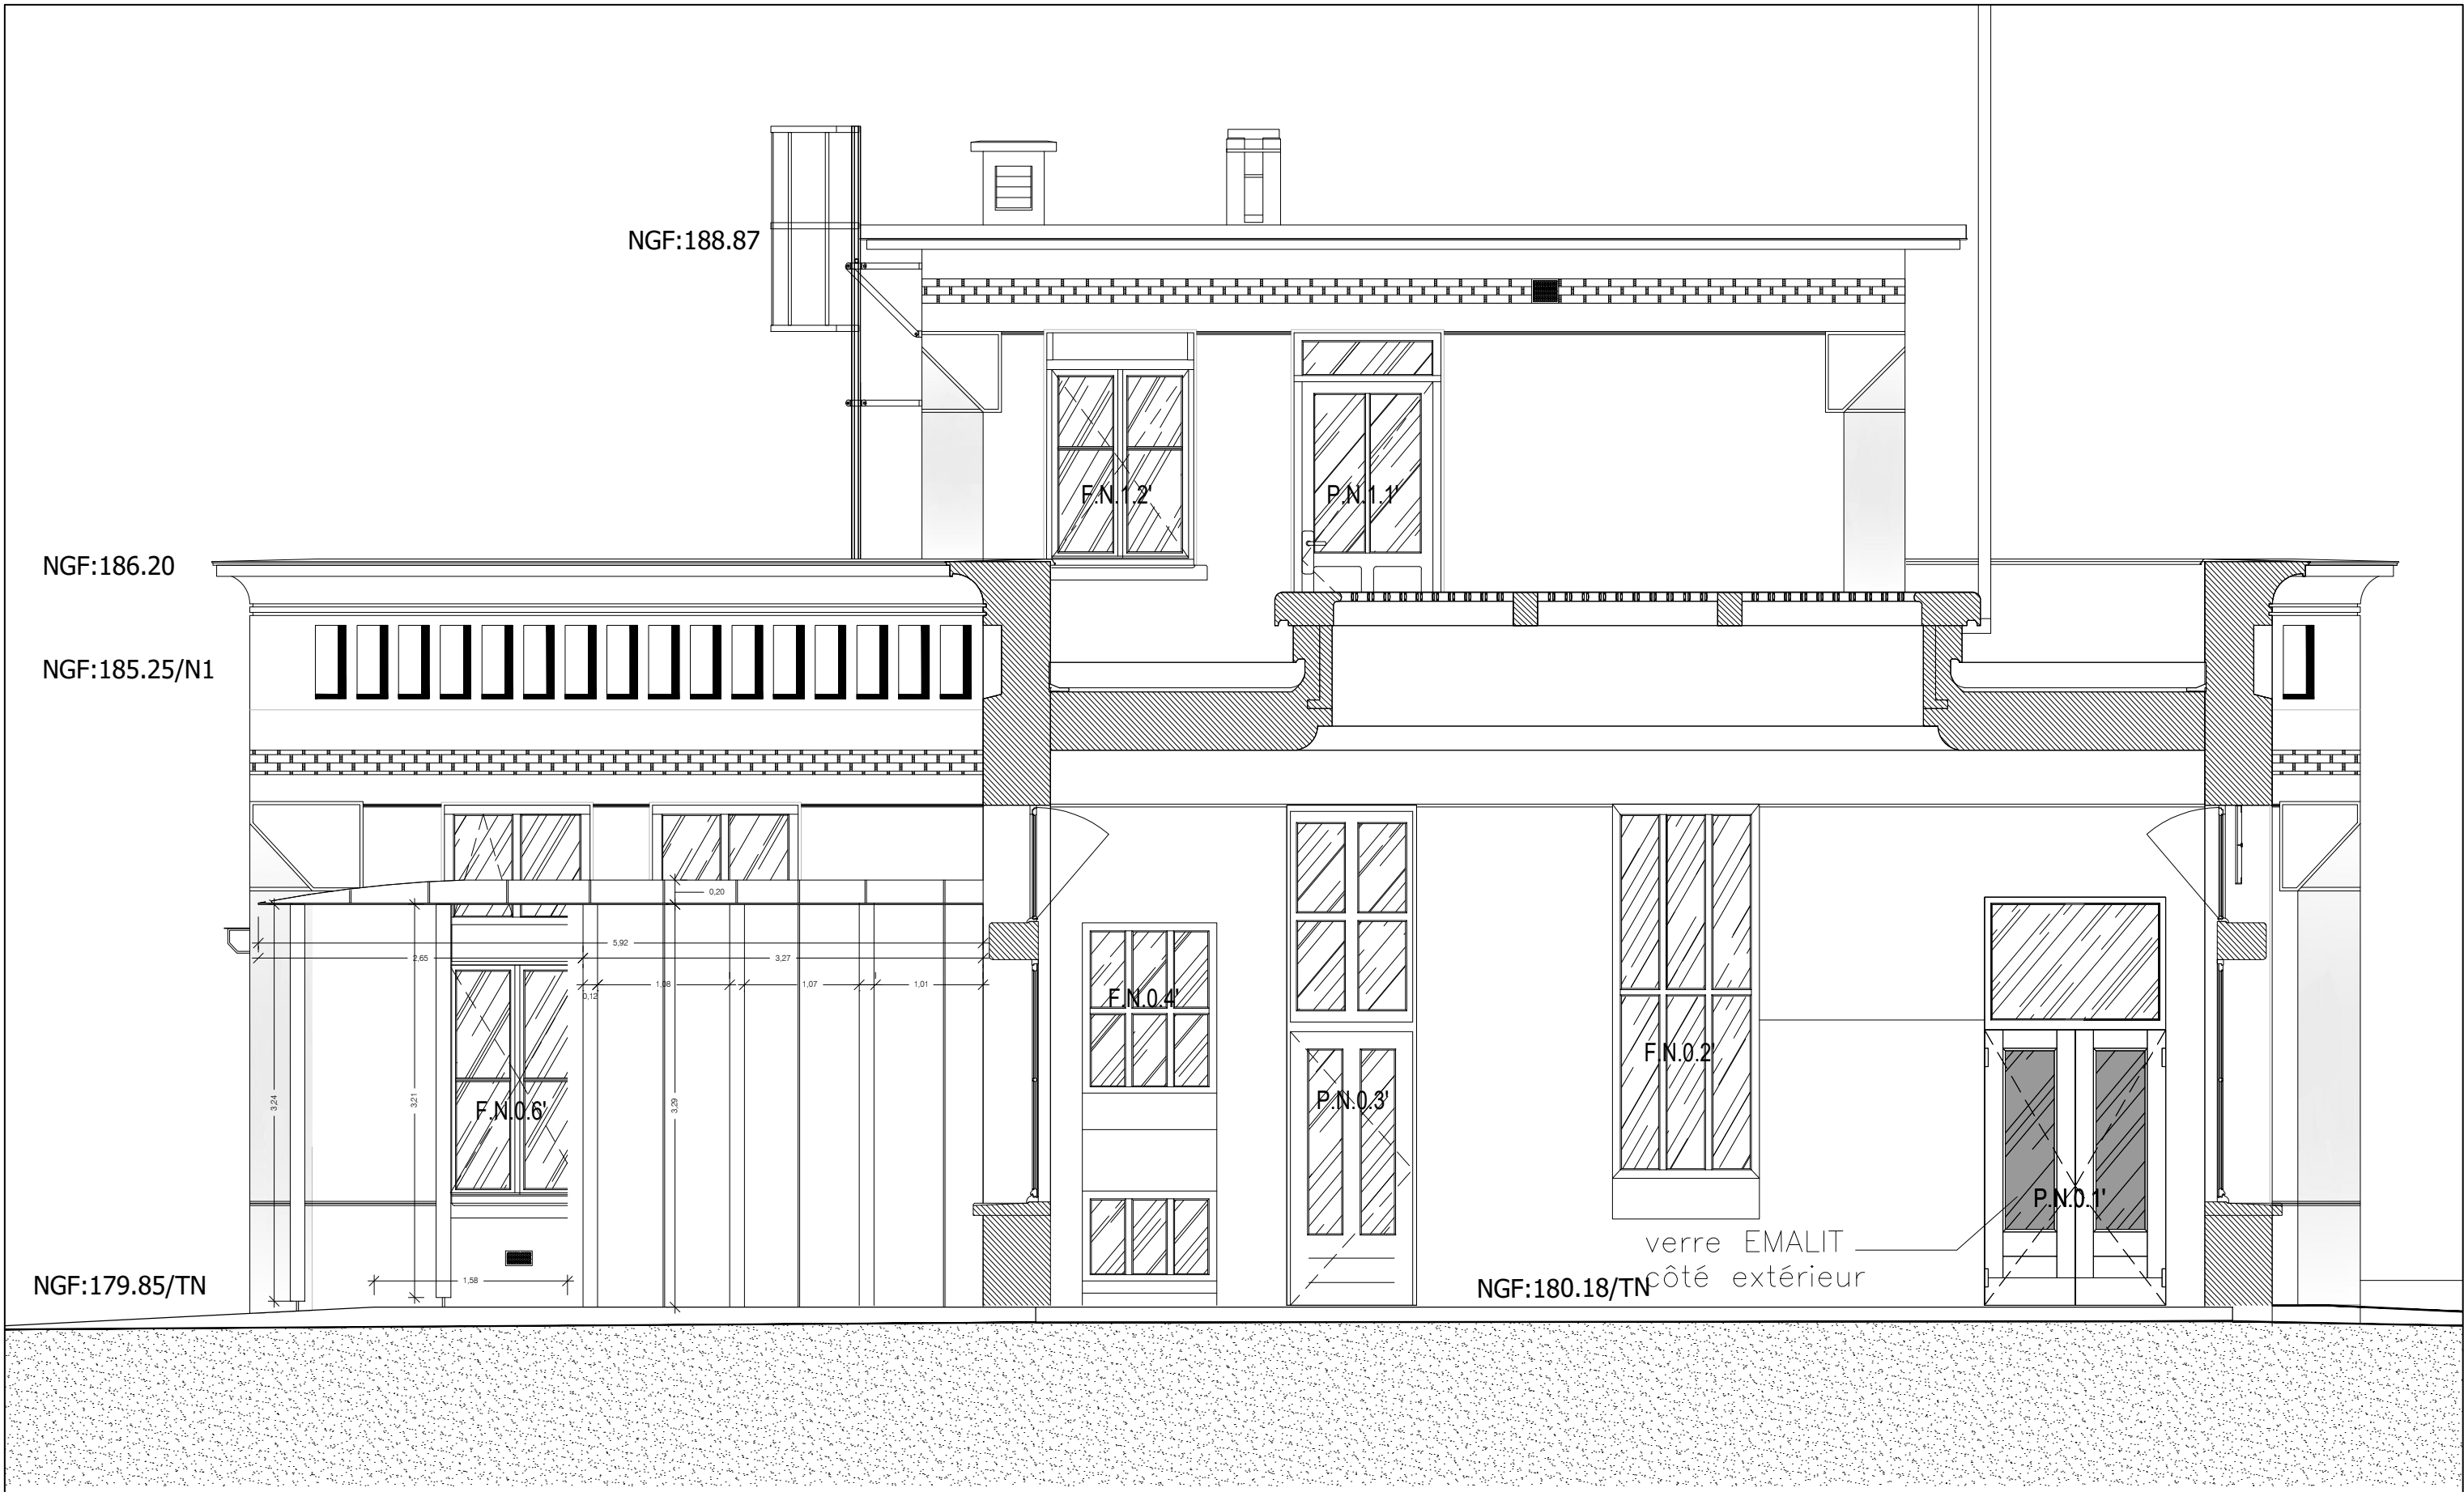 NGF:188.87
F.N.1.2'
P.N.1.1'
NGF:186.20
NGF:185.25/N1
0,20
5,92
2,65
3,27
0,12
1,08
1,07
1,01
F.N.0.4'
F.N.0.2'
3,24
3,21
3,29
F.N.0.6'
P.N.0.3'
P.N.0.1'
verre EMALIT
côté extérieur
NGF:179.85/TN
1,58
NGF:180.18/TN